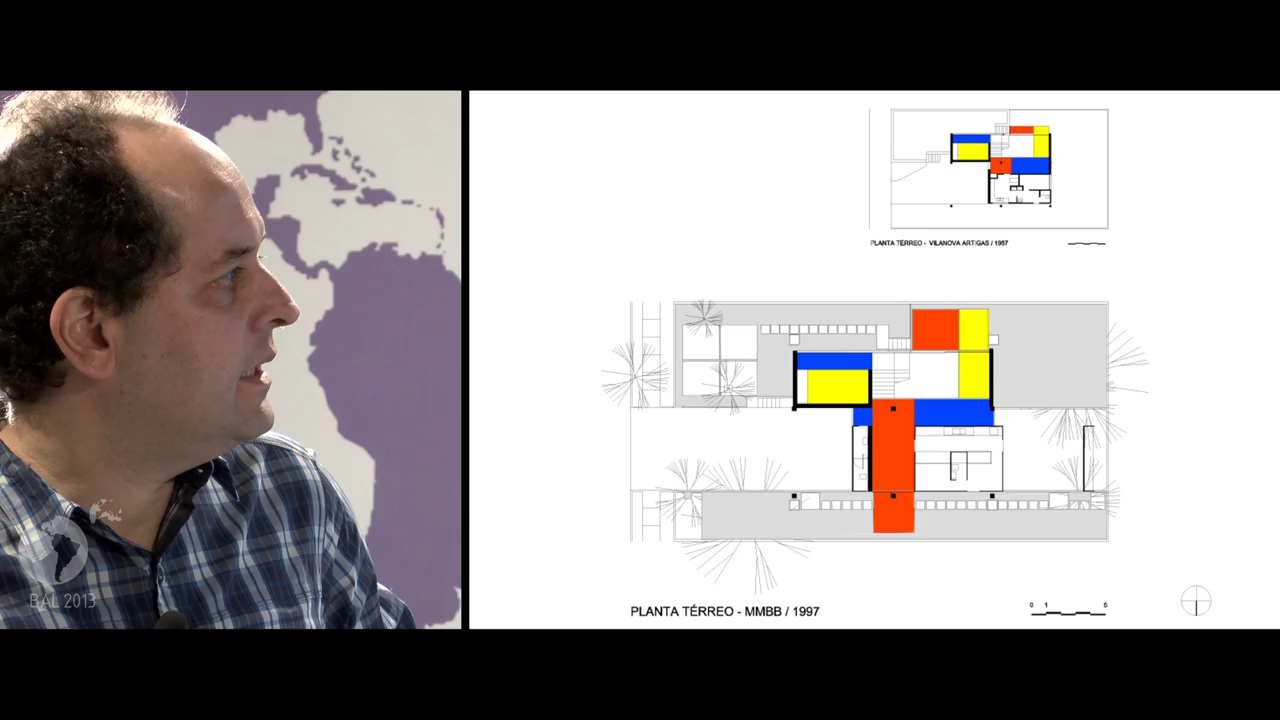 PLANTA TÉRREO - VILANOVA ARTIGAS / 1957
0 1 5
PLANTA TÉRREO - MMBB / 1997
BAL 2013